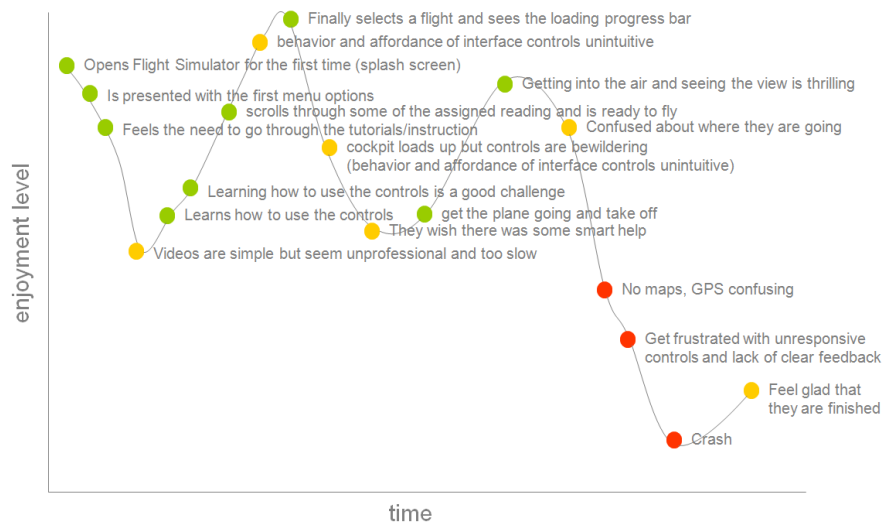 Finally selects a flight and sees the loading progress bar
behavior and affordance of interface controls unintuitive
Opens Flight Simulator for the first time (splash screen)
Getting into the air and seeing the view is thrilling
Is presented with the first menu options
scrolls through some of the assigned reading and is ready to fly
Feels the need to go through the tutorials/instruction
Confused about where they are going
cockpit loads up but controls are bewildering
(behavior and affordance of interface controls unintuitive)
Learning how to use the controls is a good challenge
Learns how to use the controls
get the plane going and take off
They wish there was some smart help
Videos are simple but seem unprofessional and too slow
No maps, GPS confusing
Get frustrated with unresponsive
controls and lack of clear feedback
Feel glad that
they are finished
Crash
enjoyment level
time